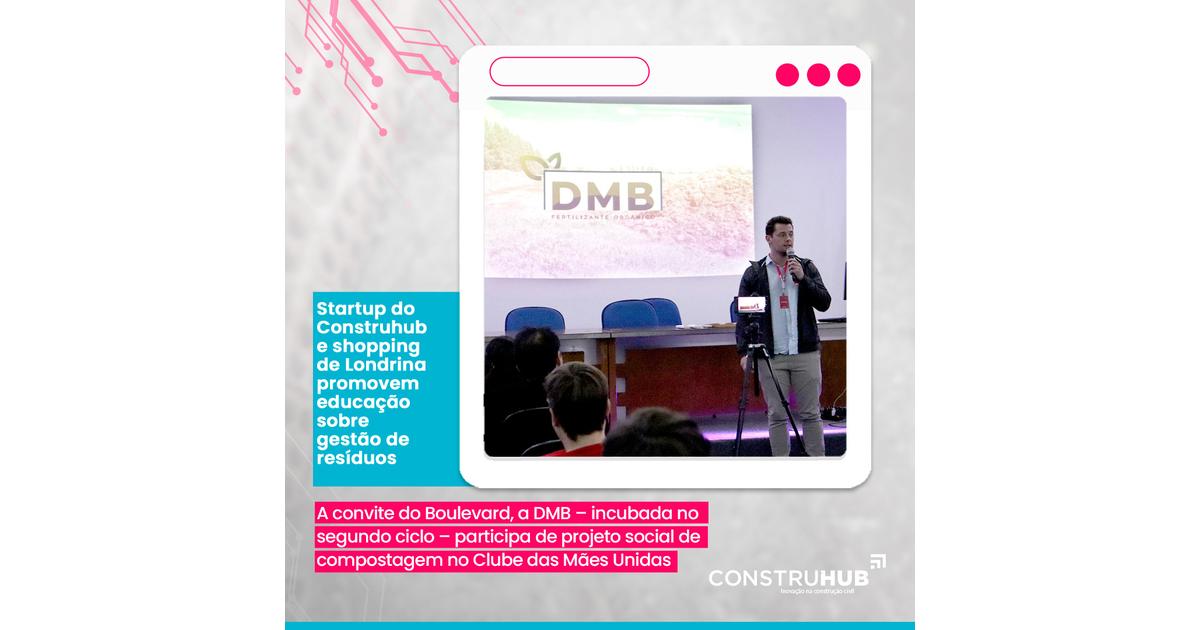 DMB
FERTILIZANTE ORGÂNICO
Startup do
Construhub
e shopping
de Londrina
promovem
educação
sobre
gestão de
resíduos
A convite do Boulevard, a DMB – incubada no
segundo ciclo – participa de projeto social de
compostagem no Clube das Mães Unidas
CONSTRUHUB
Inovação na construção civil